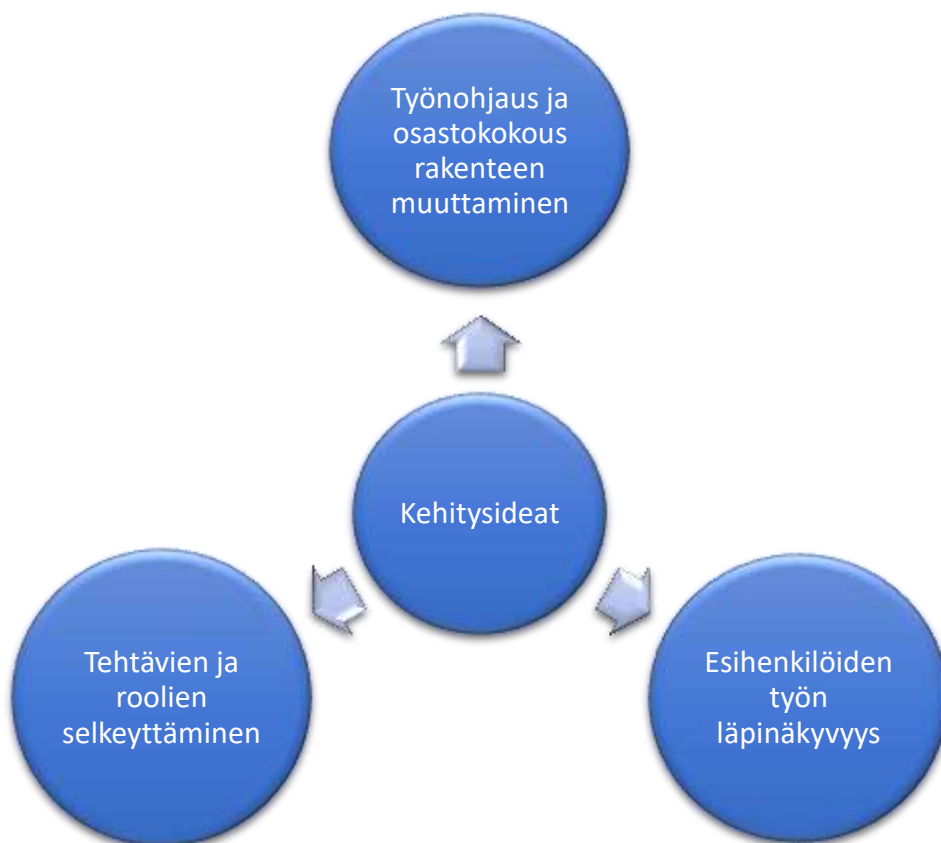 Työnohjaus ja
osastokokous
rakenteen
muuttaminen
Kehitysideat
Tehtävien ja
roolien
selkeyttäminen
Esihenkilöiden
työn
läpinäkyvyys